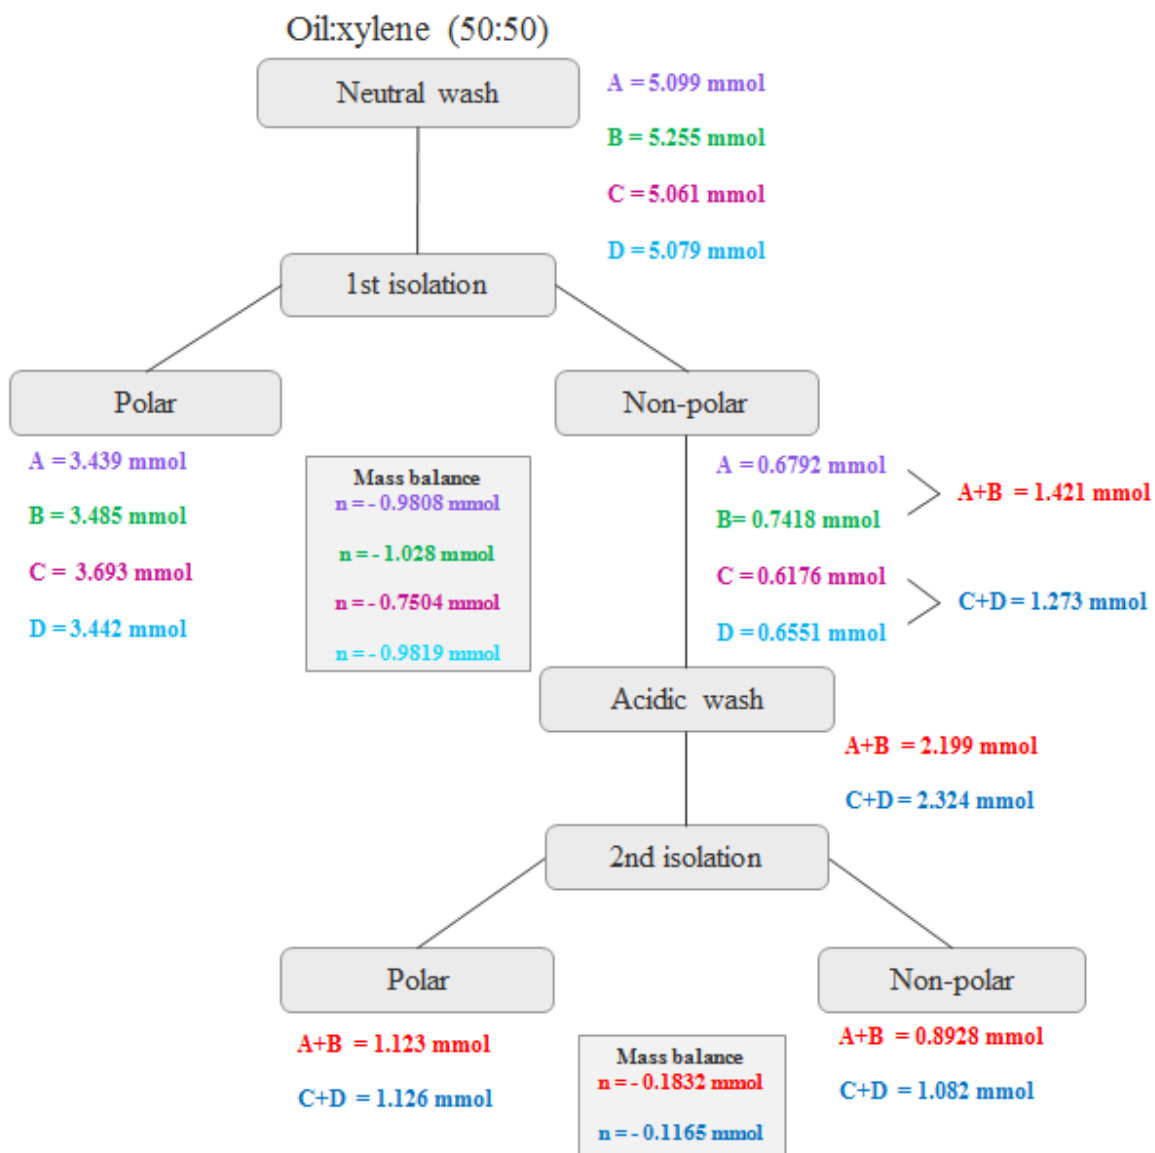 Oil:xylene (50:50)
Neutral wash
A = 5.099 mmol
B = 5.255 mmol
C = 5.061 mmol
D = 5.079 mmol
1st isolation
Polar
Non-polar
A = 3.439 mmol
B = 3.485 mmol
C = 3.693 mmol
D = 3.442 mmol
Mass balance
n = - 0.9808 mmol
n = - 1.028 mmol
n = - 0.7504 mmol
n = - 0.9819 mmol
A = 0.6792 mmol
B= 0.7418 mmol
C = 0.6176 mmol
D = 0.6551 mmol
A+B = 1.421 mmol
C+D = 1.273 mmol
Acidic wash
A+B = 2.199 mmol
C+D = 2.324 mmol
2nd isolation
Polar
Non-polar
A+B = 1.123 mmol
C+D = 1.126 mmol
Mass balance
n = - 0.1832 mmol
n = - 0.1165 mmol
A+B = 0.8928 mmol
C+D = 1.082 mmol